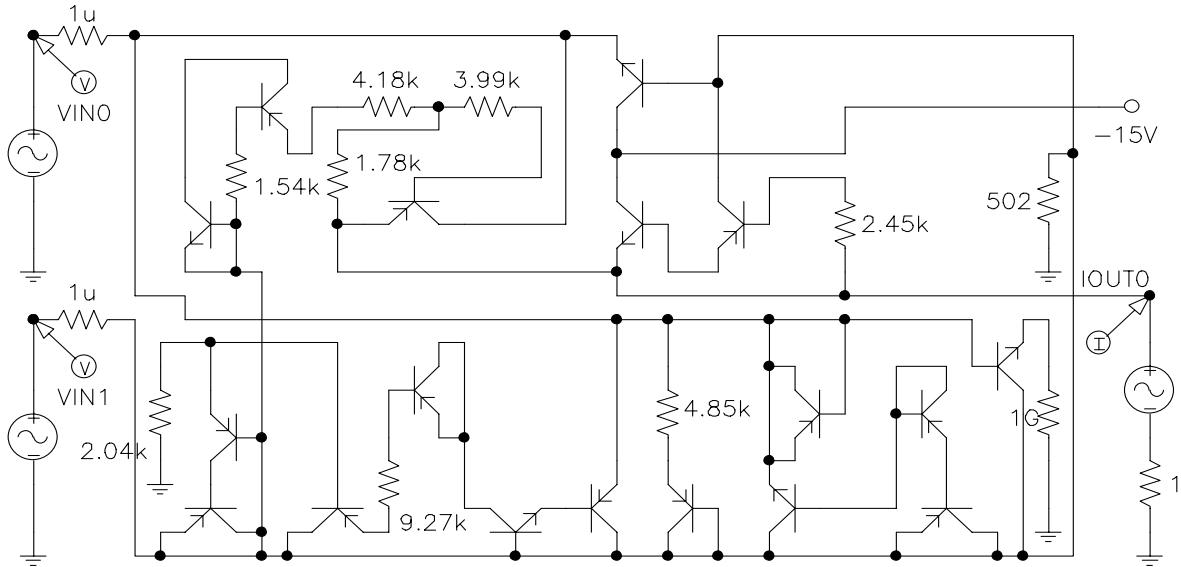 1u
V
VIN0
4.18k
3.99k
1.54k
1.78k
-15V
502
2.45k
1u
IOUT0
V
VIN1
I
2.04k
4.85k
1G
9.27k
1